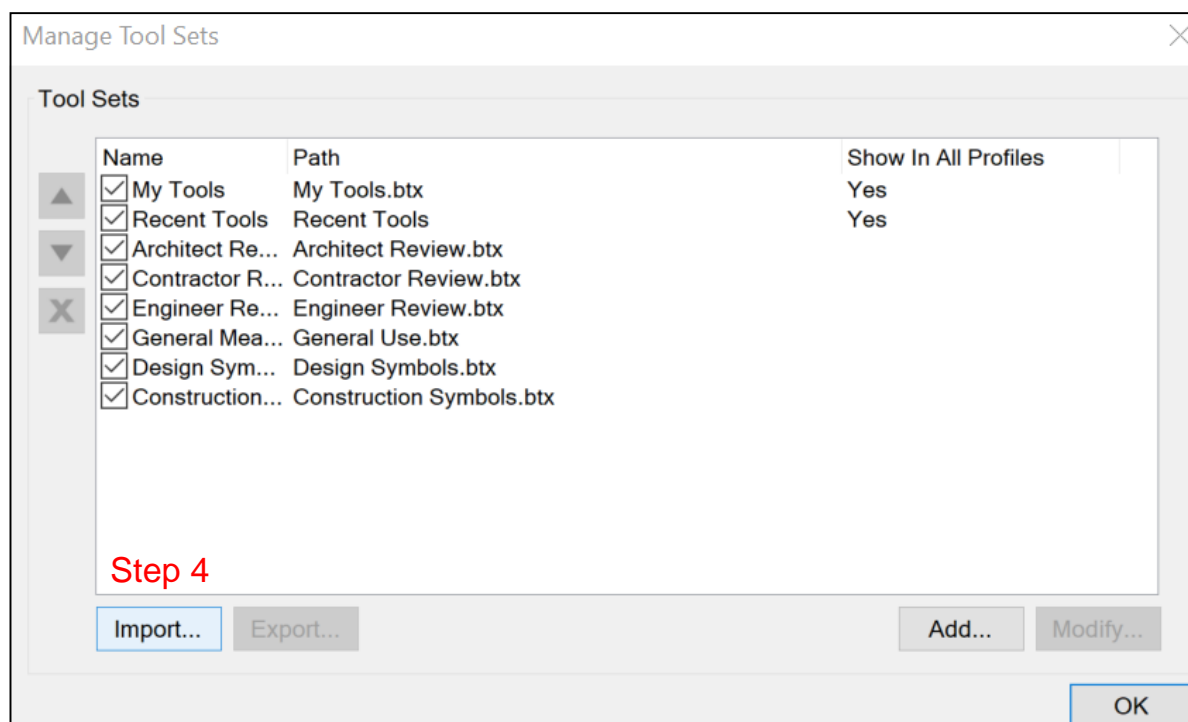 Manage Tool Sets
Tool Sets
Name Path Show In All Profiles
My Tools My Tools.btx Yes
Recent Tools Recent Tools Yes
Architect Re... Architect Review.btx
Contractor R... Contractor Review.btx
Engineer Re... Engineer Review.btx
General Mea... General Use.btx
Design Sym... Design Symbols.btx
Construction... Construction Symbols.btx
Step 4
Import... Export... Add... Modify...
OK